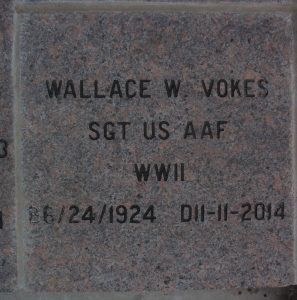 WALLACE W. VOKES
SGT US AAF
WWII
B6/24/1924 D11-11-2014